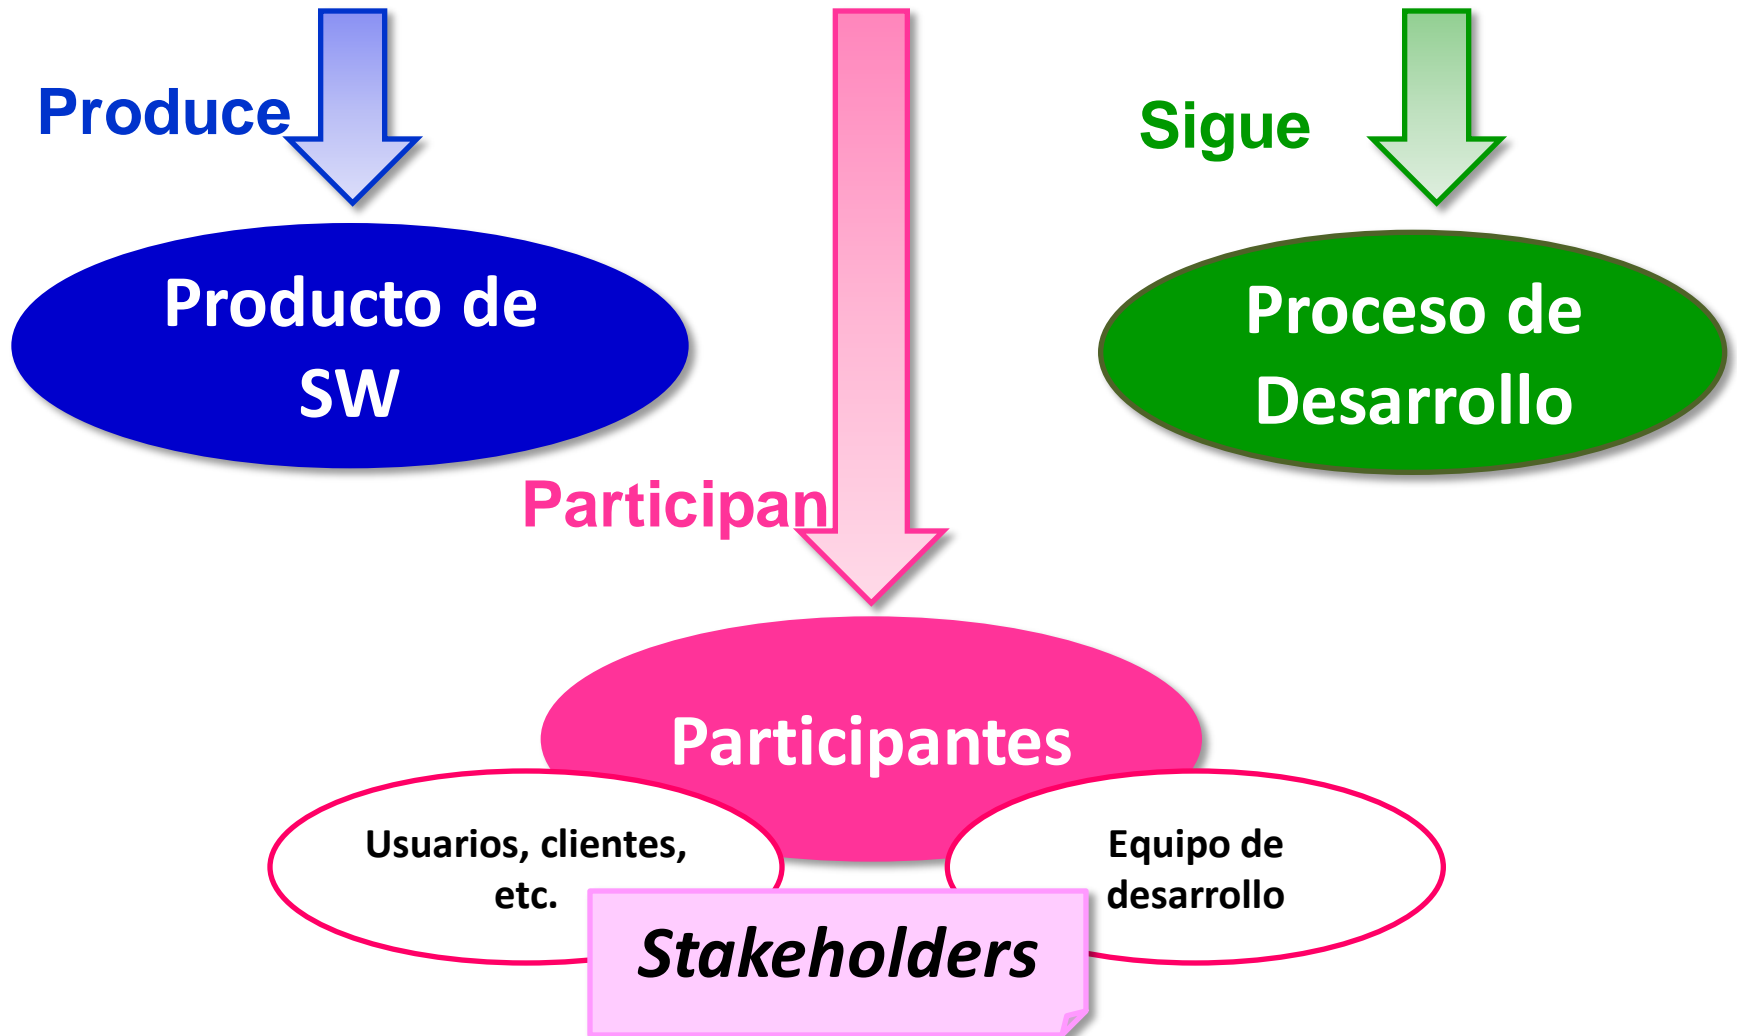 Produce
Sigue
Producto de
SW
Proceso de
Desarrollo
Participan
Participantes
Usuarios, clientes,
etc.
Equipo de
desarrollo
Stakeholders